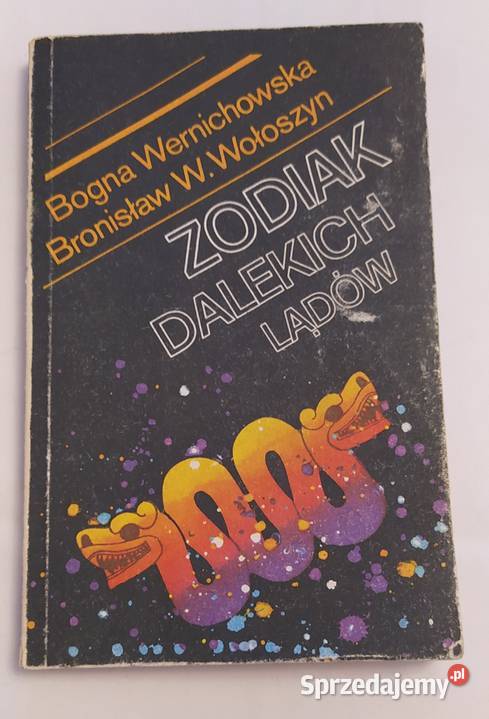 Bogna Wernichowska
Bronisław W. Wołoszyn
ZODIAK
DALEKICH
LĄDÓW
Sprzedajemy.pl